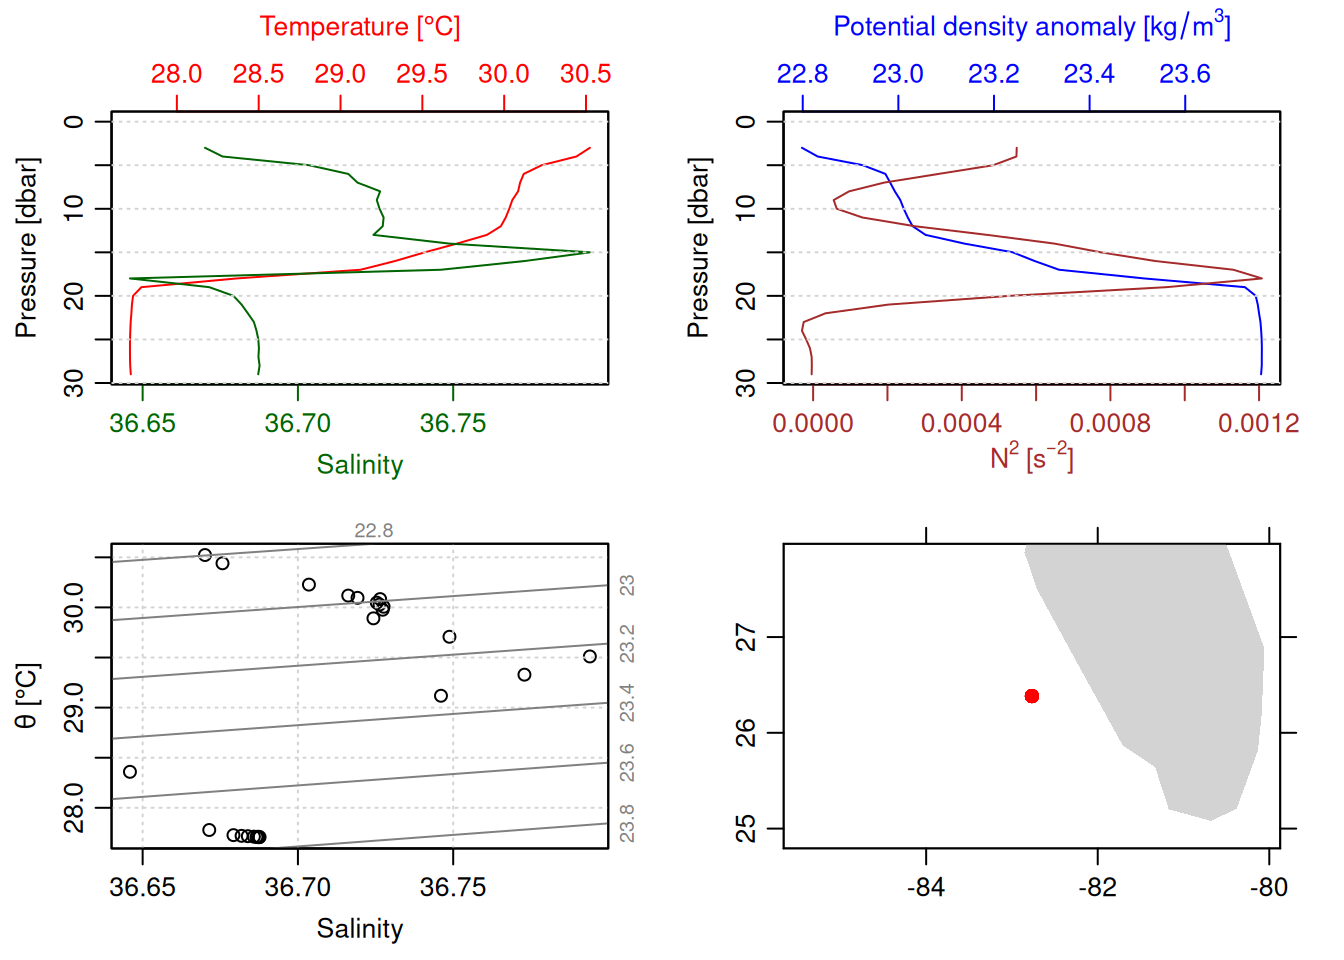 Temperature [°C]
28.0 28.5 29.0 29.5 30.0 30.5
0
10
20
30
Pressure [dbar]
36.65 36.70 36.75
Salinity
Potential density anomaly [kg/m³]
22.8 23.0 23.2 23.4 23.6
0
10
20
30
Pressure [dbar]
0.0000 0.0004 0.0008 0.0012
N² [s⁻²]
22.8
23
23.2
23.4
23.6
23.8
30.0
29.0
28.0
θ [°C]
36.65 36.70 36.75
Salinity
27
26
25
-84 -82 -80